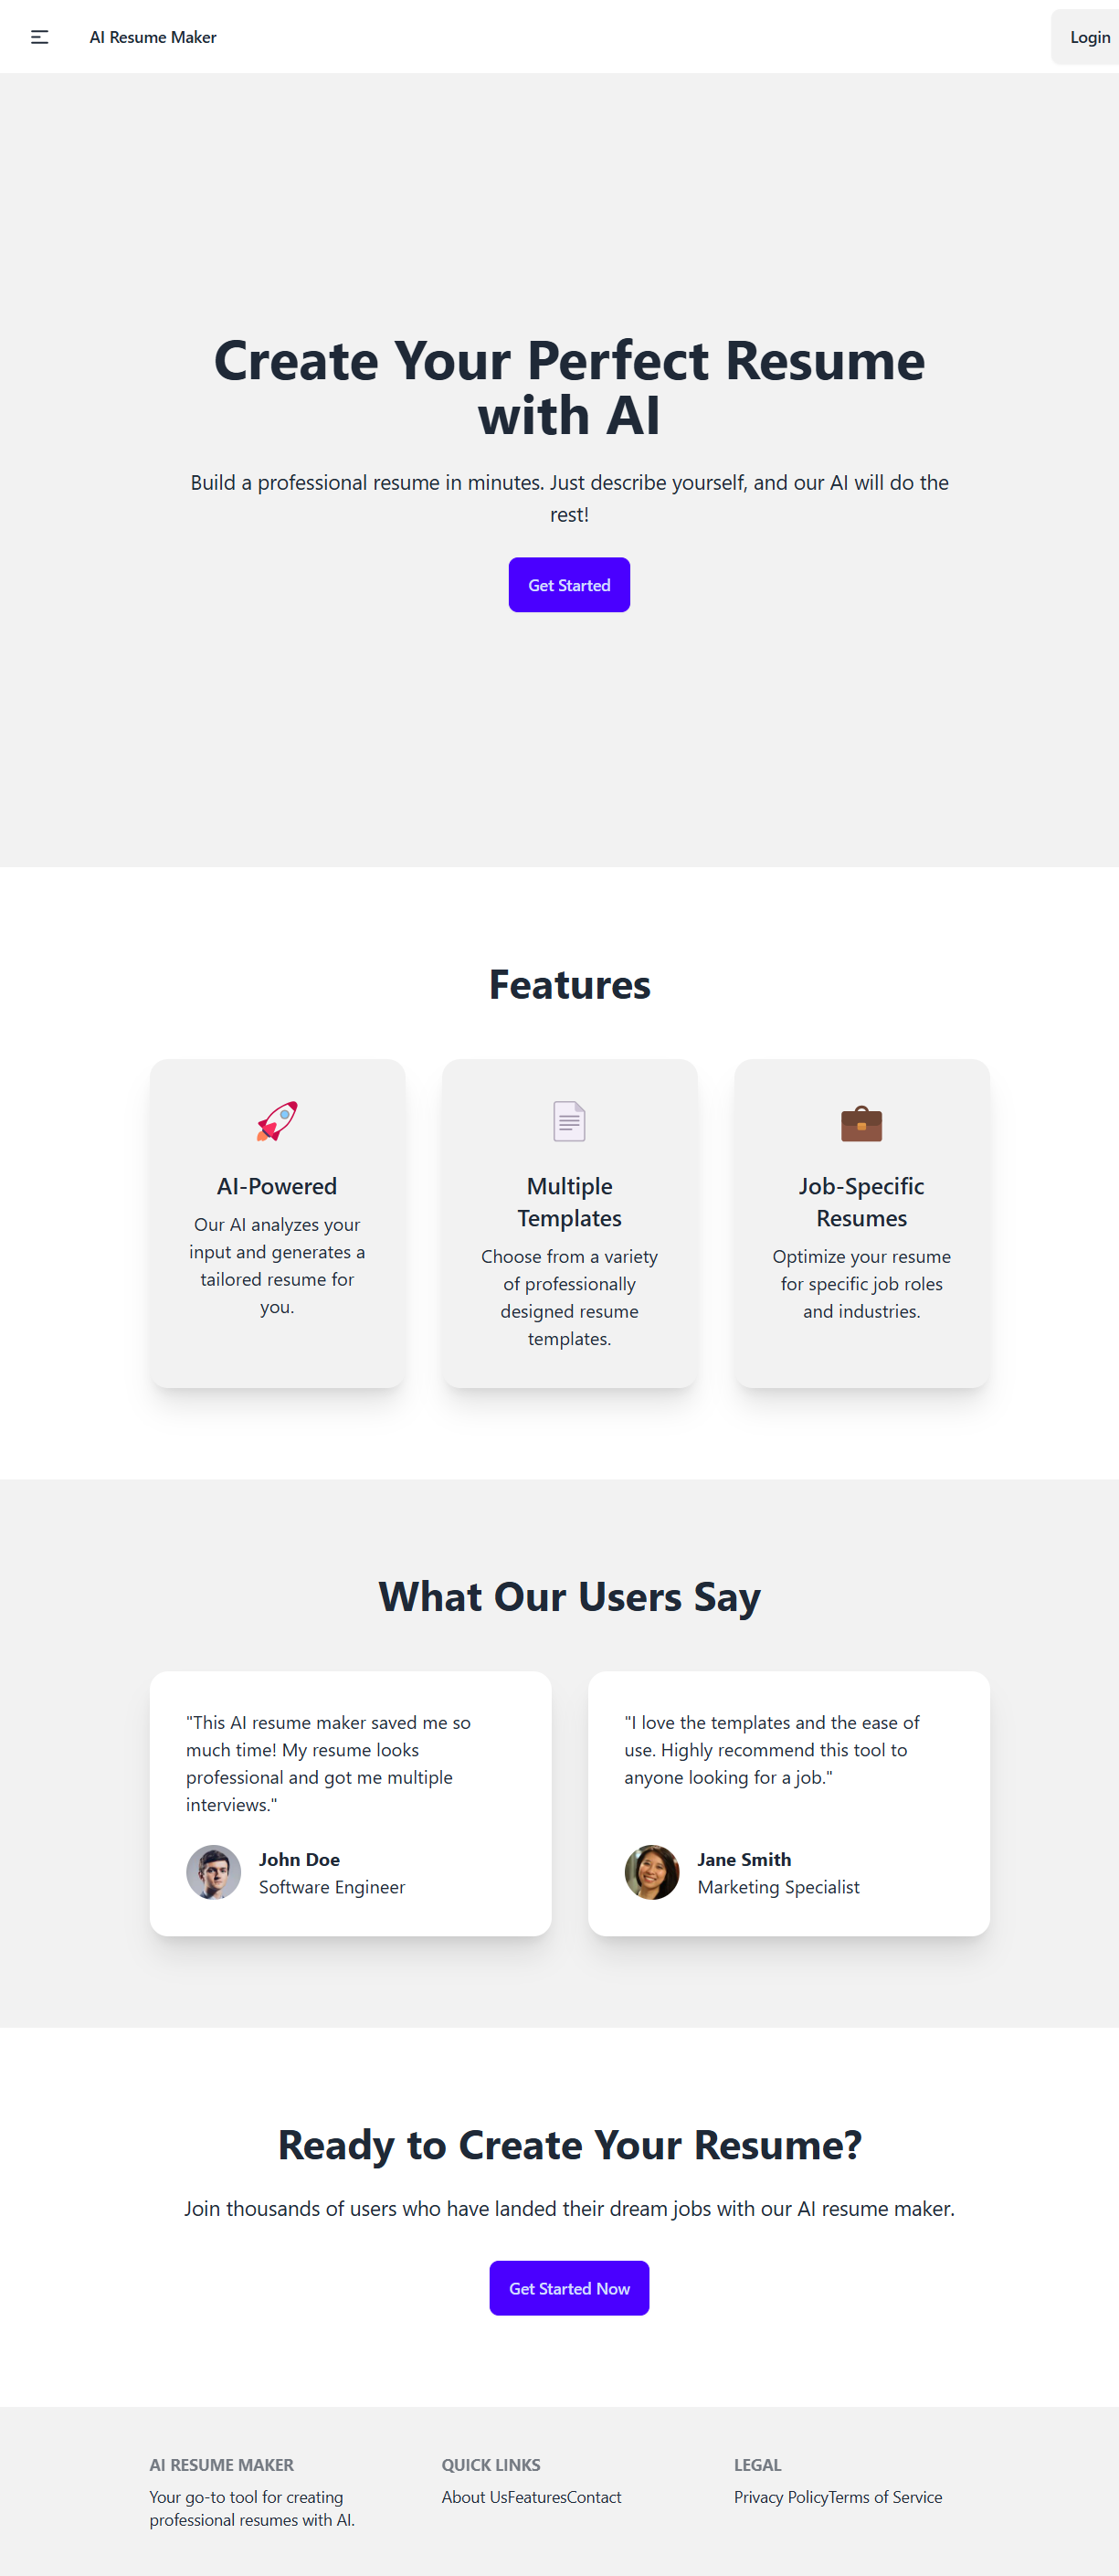 AI Resume Maker
Login
Create Your Perfect Resume
with AI
Build a professional resume in minutes. Just describe yourself, and our AI will do the
rest!
Get Started
Features
AI-Powered
Our AI analyzes your
input and generates a
tailored resume for
you.
Multiple
Templates
Choose from a variety
of professionally
designed resume
templates.
Job-Specific
Resumes
Optimize your resume
for specific job roles
and industries.
What Our Users Say
"This AI resume maker saved me so
much time! My resume looks
professional and got me multiple
interviews."
John Doe
Software Engineer
"I love the templates and the ease of
use. Highly recommend this tool to
anyone looking for a job."
Jane Smith
Marketing Specialist
Ready to Create Your Resume?
Join thousands of users who have landed their dream jobs with our AI resume maker.
Get Started Now
AI RESUME MAKER
Your go-to tool for creating
professional resumes with AI.
QUICK LINKS
About UsFeaturesContact
LEGAL
Privacy PolicyTerms of Service